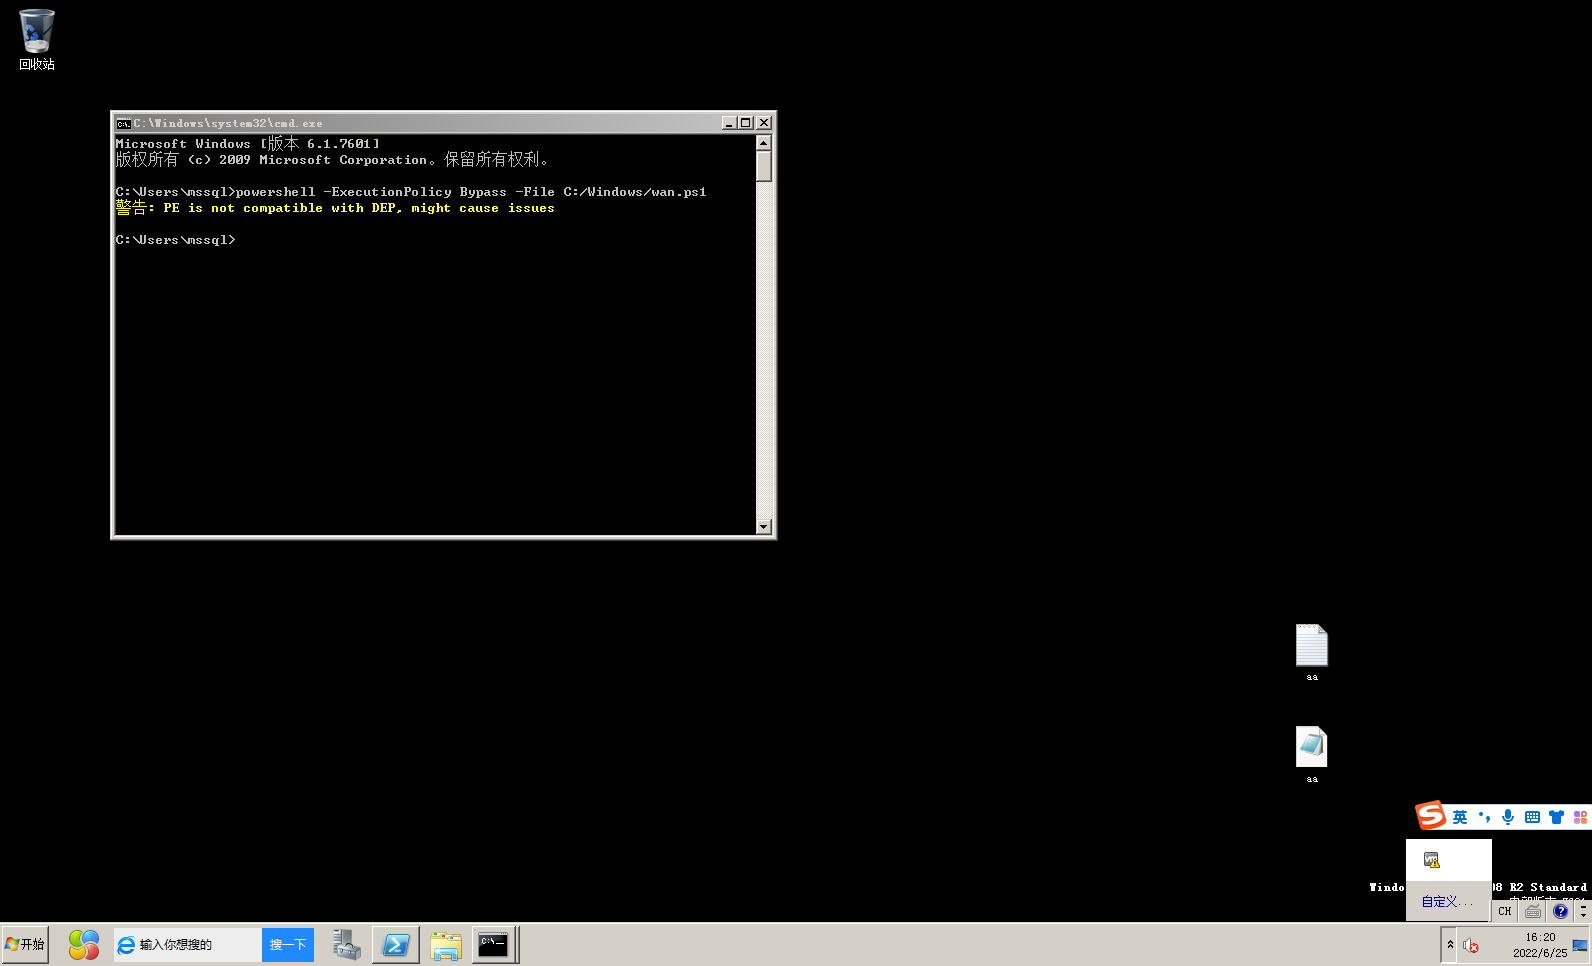 回收站
C:\Windows\system32\cmd.exe
Microsoft Windows [版本 6.1.7601]
版权所有 (c) 2009 Microsoft Corporation。保留所有权利。
C:\Users\mssql>powershell -ExecutionPolicy Bypass -File C:/Windows/wan.ps1
警告: PE is not compatible with DEP, might cause issues
C:\Users\mssql>
aa
aa
英
Windo
08 R2 Standard
自定义...
CH
开始
输入你想搜的
搜一下
16:20
2022/6/25